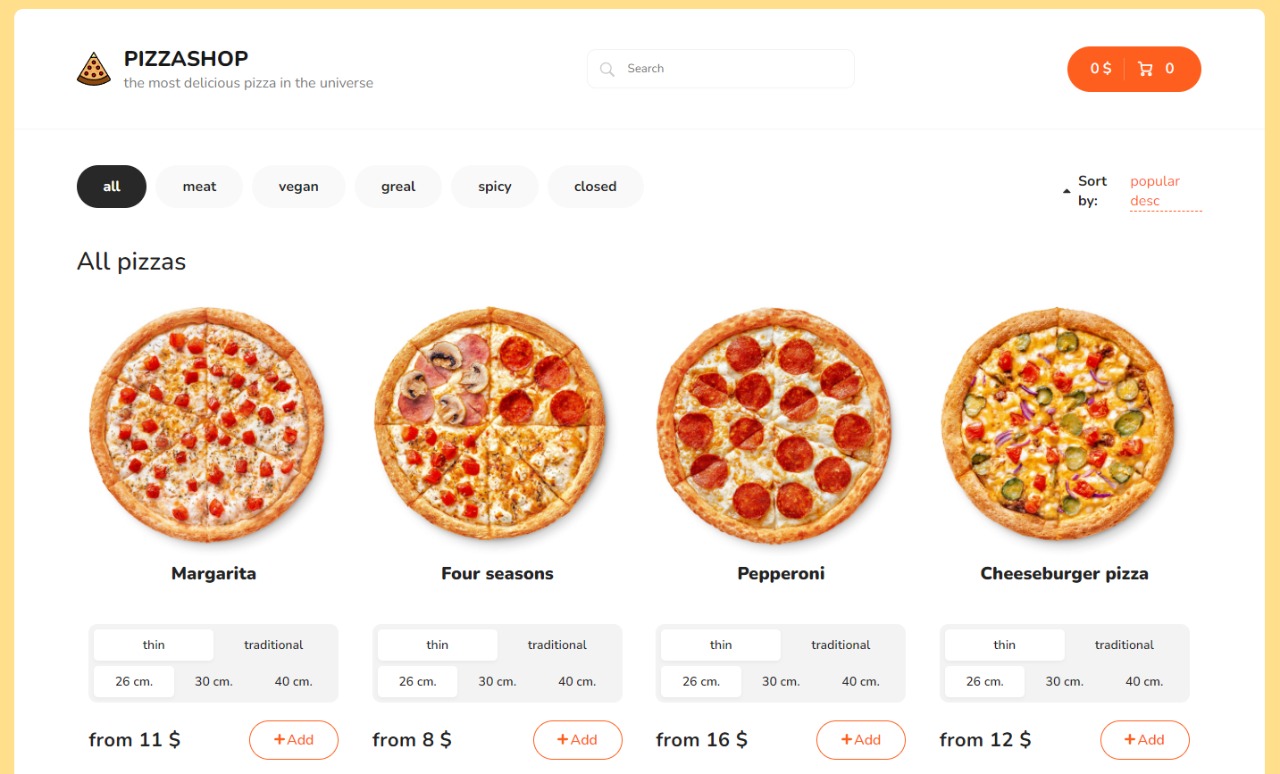 PIZZASHOP
the most delicious pizza in the universe
Search
0 $ 0
all meat vegan greal spicy closed
Sort by: popular desc
All pizzas
Margarita Four seasons Pepperoni Cheeseburger pizza
thin traditional thin traditional thin traditional thin traditional
26 cm. 30 cm. 40 cm. 26 cm. 30 cm. 40 cm. 26 cm. 30 cm. 40 cm. 26 cm. 30 cm. 40 cm.
from 11 $ +Add from 8 $ +Add from 16 $ +Add from 12 $ +Add